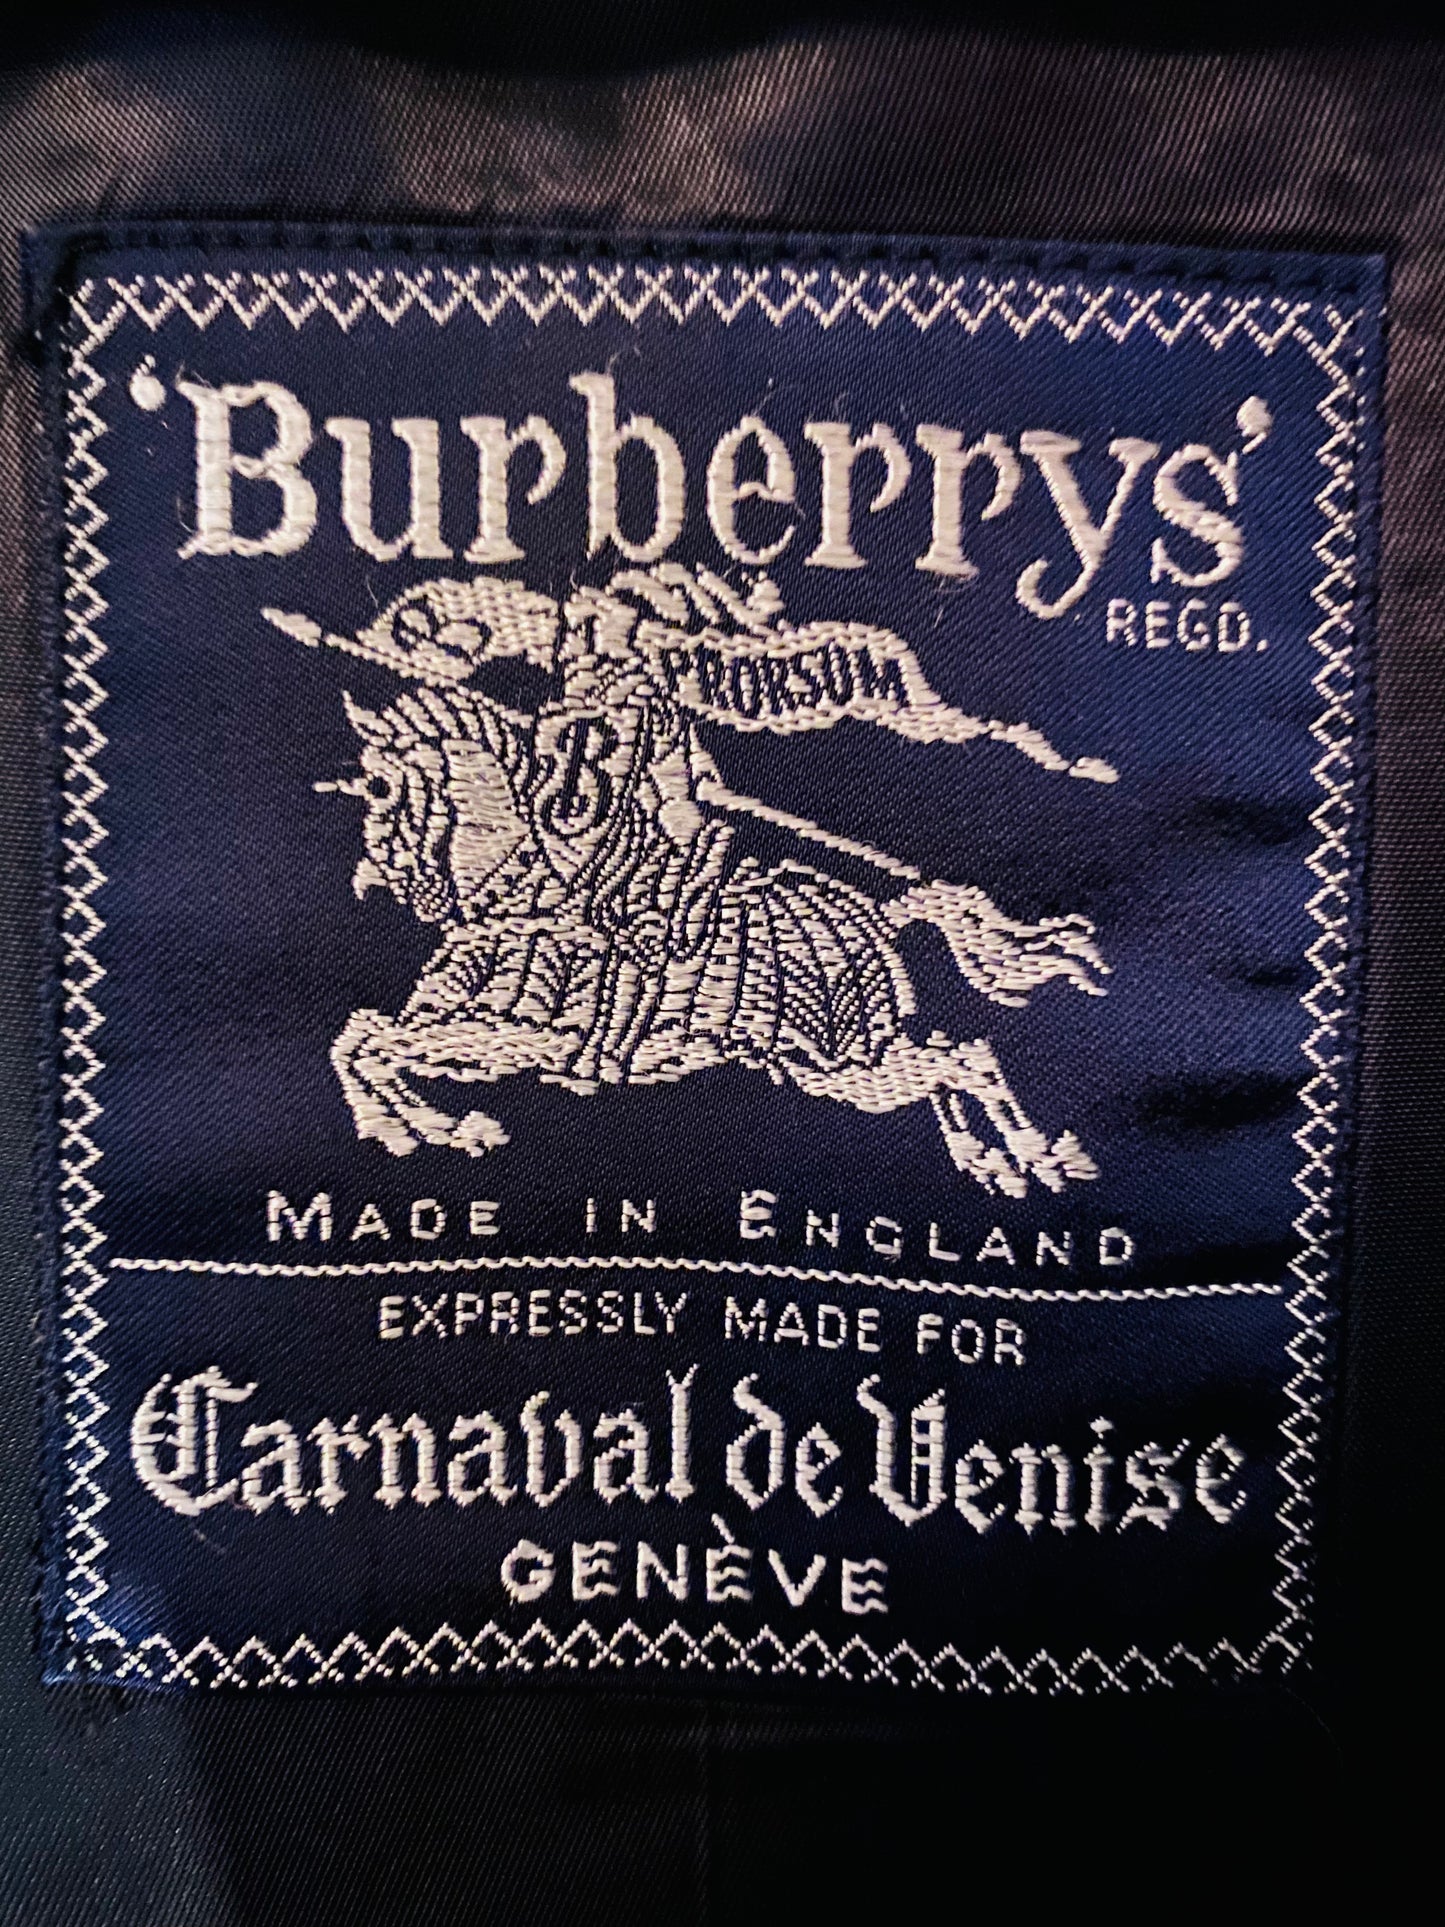 'Burberrys'
REGD.
PRORSUM
B
MADE IN ENGLAND
EXPRESSLY MADE FOR
Carnaval de Venise
GENÈVE